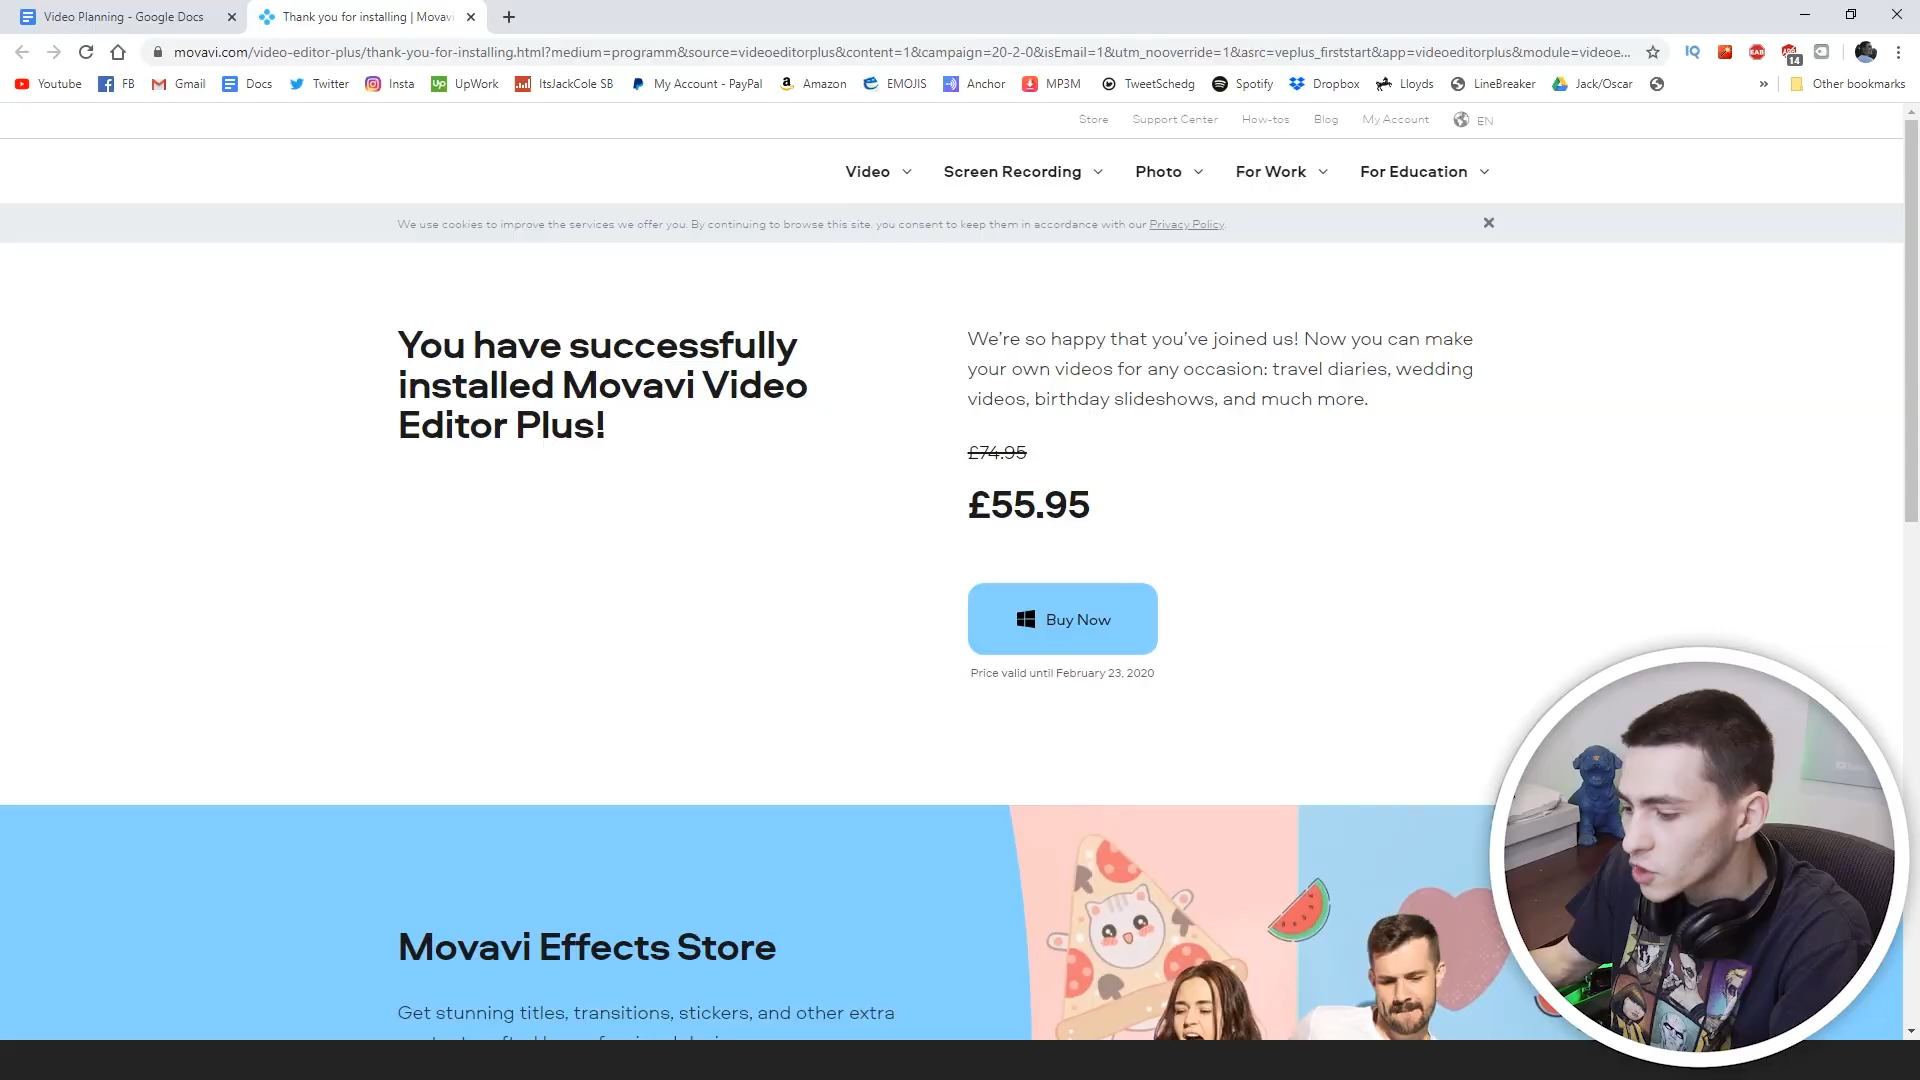 Video Planning - Google Docs
Thank you for installing | Movavi
movavi.com/video-editor-plus/thank-you-for-installing.html?medium=programm&source=videoeditorplus&content=1&campaign=20-2-0&isEmail=1&utm_nooverride=1&asrc=veplus_firststart&app=videoeditorplus&module=videoe...
IQ
EAB
14
Youtube FB Gmail Docs Twitter Insta UpWork ItsJackCole SB My Account - PayPal Amazon EMOJIS Anchor MP3M TweetSchedg Spotify Dropbox Lloyds LineBreaker Jack/Oscar » Other bookmarks
Store Support Center How-tos Blog My Account EN
Video Screen Recording Photo For Work For Education
We use cookies to improve the services we offer you. By continuing to browse this site, you consent to keep them in accordance with our Privacy Policy.
You have successfully
installed Movavi Video
Editor Plus!
We're so happy that you've joined us! Now you can make
your own videos for any occasion: travel diaries, wedding
videos, birthday slideshows, and much more.
£74.95
£55.95
Buy Now
Price valid until February 23, 2020
Movavi Effects Store
Get stunning titles, transitions, stickers, and other extra